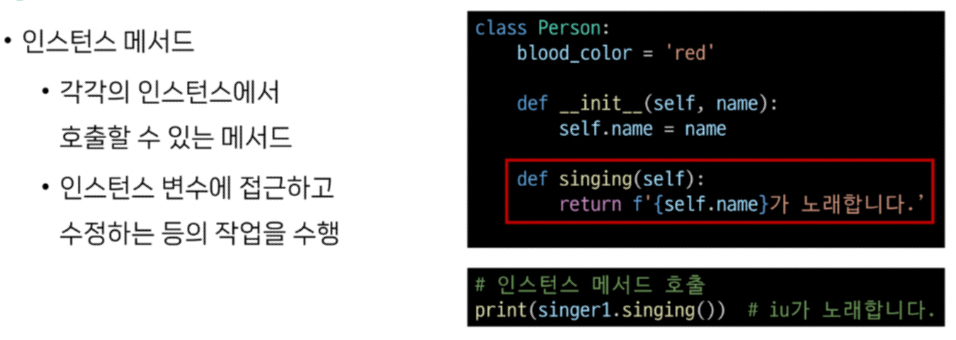 • 인스턴스 메서드
• 각각의 인스턴스에서
호출할 수 있는 메서드
• 인스턴스 변수에 접근하고
수정하는 등의 작업을 수행
class Person:
    blood_color = 'red'
    def __init__(self, name):
        self.name = name
    def singing(self):
        return f'{self.name}가 노래합니다.’
# 인스턴스 메서드 호출
print(singer1.singing())  # iu가 노래합니다.